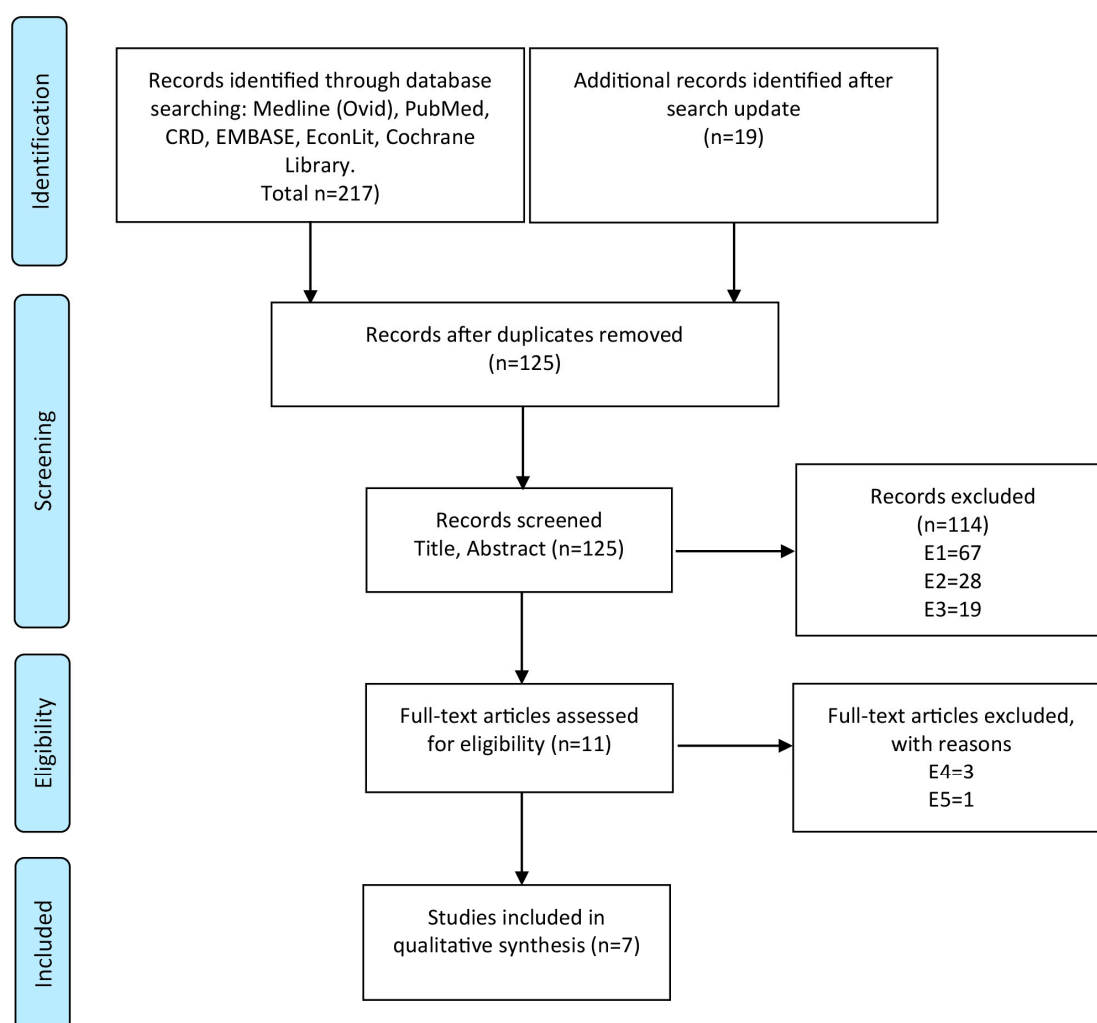 Identification
Records identified through database
searching: Medline (Ovid), PubMed,
CRD, EMBASE, EconLit, Cochrane
Library.
Total n=217)
Additional records identified after
search update
(n=19)
Screening
Records after duplicates removed
(n=125)
Records screened
Title, Abstract (n=125)
Records excluded
(n=114)
E1=67
E2=28
E3=19
Eligibility
Full-text articles assessed
for eligibility (n=11)
Full-text articles excluded,
with reasons
E4=3
E5=1
Included
Studies included in
qualitative synthesis (n=7)